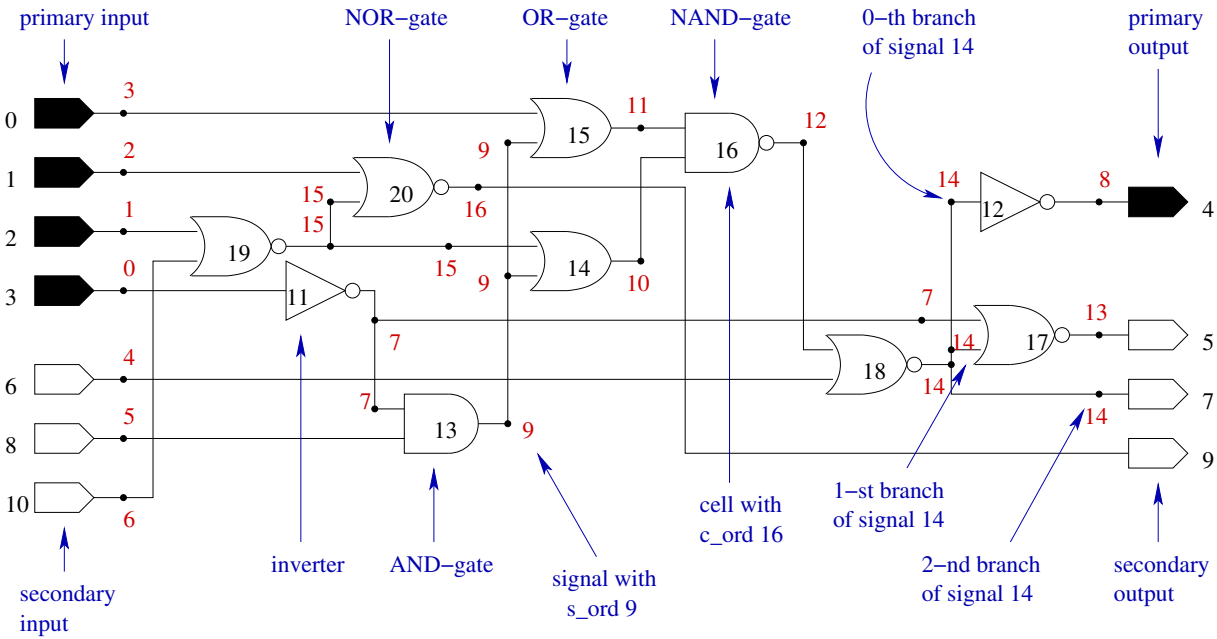 primary input
NOR−gate
OR−gate
NAND−gate
0−th branch
of signal 14
primary
output
0
3
15
11
16
12
1
2
20
15
15
16
9
14
12
8
4
2
1
19
15
14
9
10
3
0
11
7
7
14
17
13
5
6
4
18
14
7
13
9
14
7
8
5
9
10
6
inverter
AND−gate
signal with
s_ord 9
cell with
c_ord 16
1−st branch
of signal 14
2−nd branch
of signal 14
secondary
output
secondary
input